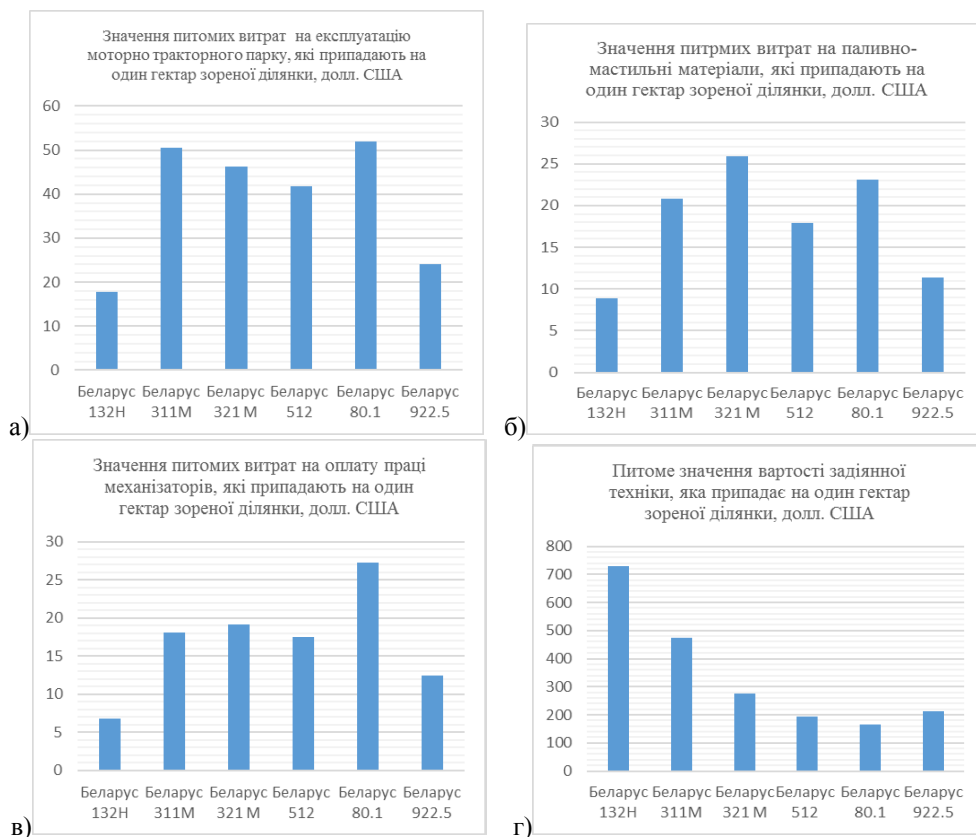 Значення питомих витрат на експлуатацію
моторно тракторного парку, які припадають на
один гектар зореної ділянки, долл. США
60
50
40
30
20
10
0
Беларус Беларус Беларус Беларус Беларус Беларус
132Н 311М 321 М 512 80.1 922.5
а)
Значення питрмих витрат на паливно-
мастильні матеріали, які припадають на
один гектар зореної ділянки, долл. США
30
25
20
15
10
5
0
Беларус Беларус Беларус Беларус Беларус Беларус
132Н 311М 321 М 512 80.1 922.5
б)
Значення питомих витрат на оплату праці
механізаторів, які припадають на один
гектар зореної ділянки, долл. США
30
25
20
15
10
5
0
Беларус Беларус Беларус Беларус Беларус Беларус
132Н 311М 321 М 512 80.1 922.5
в)
Питоме значення вартості задіянної
техніки, яка припадає на один гектар
зореної ділянки, долл. США
800
700
600
500
400
300
200
100
0
Беларус Беларус Беларус Беларус Беларус Беларус
132Н 311М 321 М 512 80.1 922.5
г)